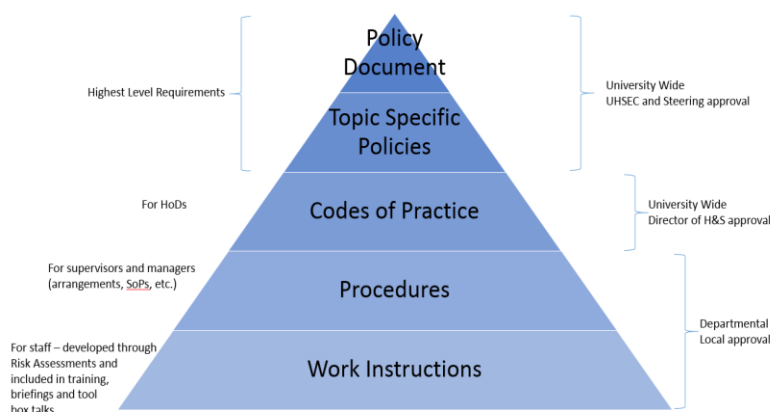 Policy
Document
Highest Level Requirements
University Wide
UHSEC and Steering approval
Topic Specific
Policies
For HoDs
Codes of Practice
University Wide
Director of H&S approval
For supervisors and managers
(arrangements, SoPs, etc.)
Procedures
Departmental
Local approval
For staff – developed through
Risk Assessments and
included in training,
briefings and tool
box talks
Work Instructions